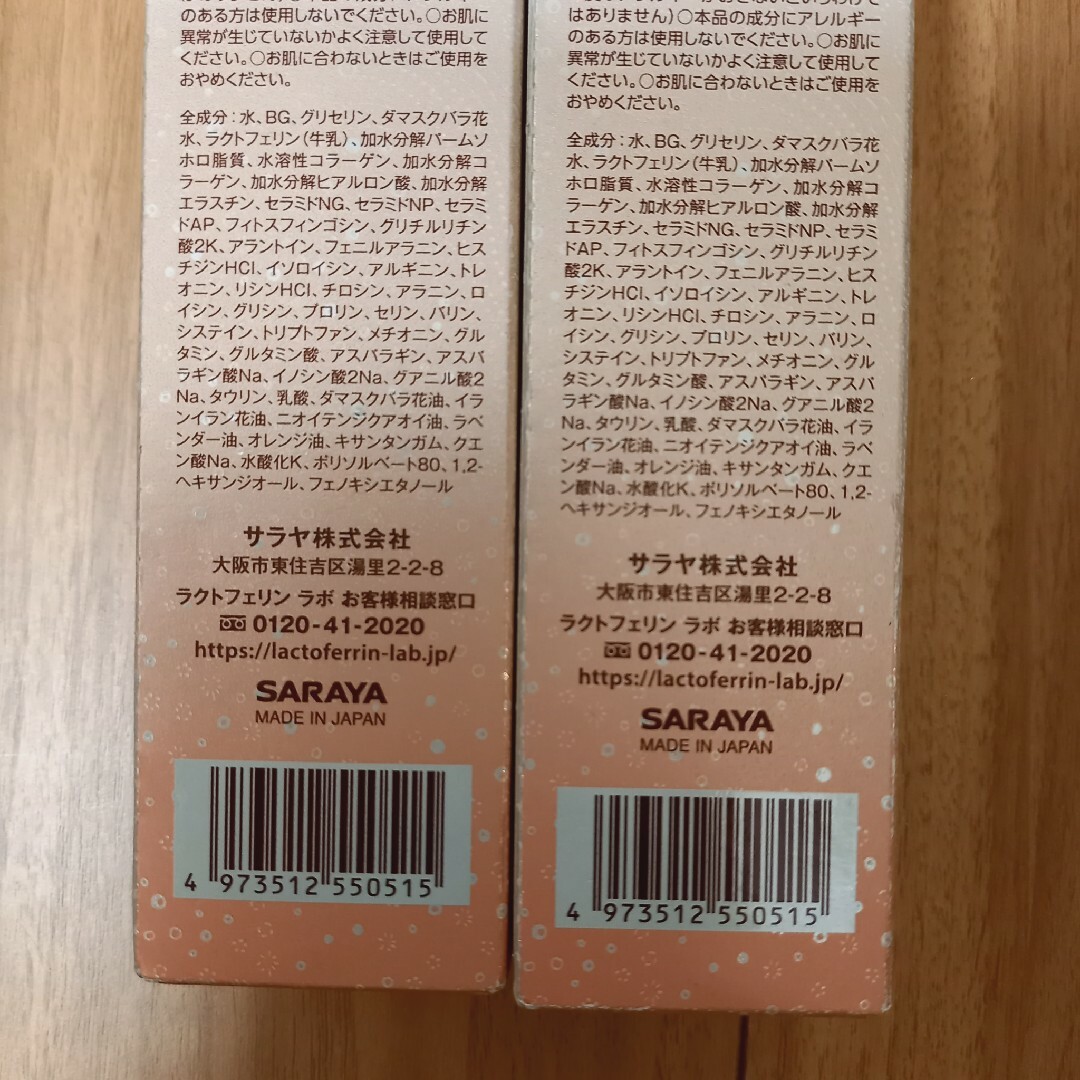 のある方は使用しないでください。○お肌に
異常が生じていないかよく注意して使用して
ください。○お肌に合わないときはご使用を
おやめください。
全成分：水、BG、グリセリン、ダマスクバラ花
水、ラクトフェリン（牛乳）、加水分解パームソ
ホロ脂質、水溶性コラーゲン、加水分解コ
ラーゲン、加水分解ヒアルロン酸、加水分解
エラスチン、セラミドNG、セラミドNP、セラミ
ドAP、フィトスフィンゴシン、グリチルリチン
酸2K、アラントイン、フェニルアラニン、ヒス
チジンHCl、イソロイシン、アルギニン、トレ
オニン、リシンHCl、チロシン、アラニン、ロ
イシン、グリシン、プロリン、セリン、バリン、
システイン、トリプトファン、メチオニン、グル
タミン、グルタミン酸、アスパラギン、アスパ
ラギン酸Na、イノシン酸2Na、グアニル酸2
Na、タウリン、乳酸、ダマスクバラ花油、イラ
ンイラン花油、ニオイテンジクアオイ油、ラベ
ンダー油、オレンジ油、キサンタンガム、クエ
ン酸Na、水酸化K、ポリソルベート80、1,2-
ヘキサンジオール、フェノキシエタノール
サラヤ株式会社
大阪市東住吉区湯里2-2-8
ラクトフェリン ラボ お客様相談窓口
0120-41-2020
https://lactoferrin-lab.jp/
SARAYA
MADE IN JAPAN
4 973512 550515
はありません）○本品の成分にアレルギー
のある方は使用しないでください。○お肌に
異常が生じていないかよく注意して使用して
ください。○お肌に合わないときはご使用を
おやめください。
全成分：水、BG、グリセリン、ダマスクバラ花
水、ラクトフェリン（牛乳）、加水分解パームソ
ホロ脂質、水溶性コラーゲン、加水分解コ
ラーゲン、加水分解ヒアルロン酸、加水分解
エラスチン、セラミドNG、セラミドNP、セラミ
ドAP、フィトスフィンゴシン、グリチルリチン
酸2K、アラントイン、フェニルアラニン、ヒス
チジンHCl、イソロイシン、アルギニン、トレ
オニン、リシンHCl、チロシン、アラニン、ロ
イシン、グリシン、プロリン、セリン、バリン、
システイン、トリプトファン、メチオニン、グル
タミン、グルタミン酸、アスパラギン、アスパ
ラギン酸Na、イノシン酸2Na、グアニル酸2
Na、タウリン、乳酸、ダマスクバラ花油、イラ
ンイラン花油、ニオイテンジクアオイ油、ラベ
ンダー油、オレンジ油、キサンタンガム、クエ
ン酸Na、水酸化K、ポリソルベート80、1,2-
ヘキサンジオール、フェノキシエタノール
サラヤ株式会社
大阪市東住吉区湯里2-2-8
ラクトフェリン ラボ お客様相談窓口
0120-41-2020
https://lactoferrin-lab.jp/
SARAYA
MADE IN JAPAN
4 973512 550515